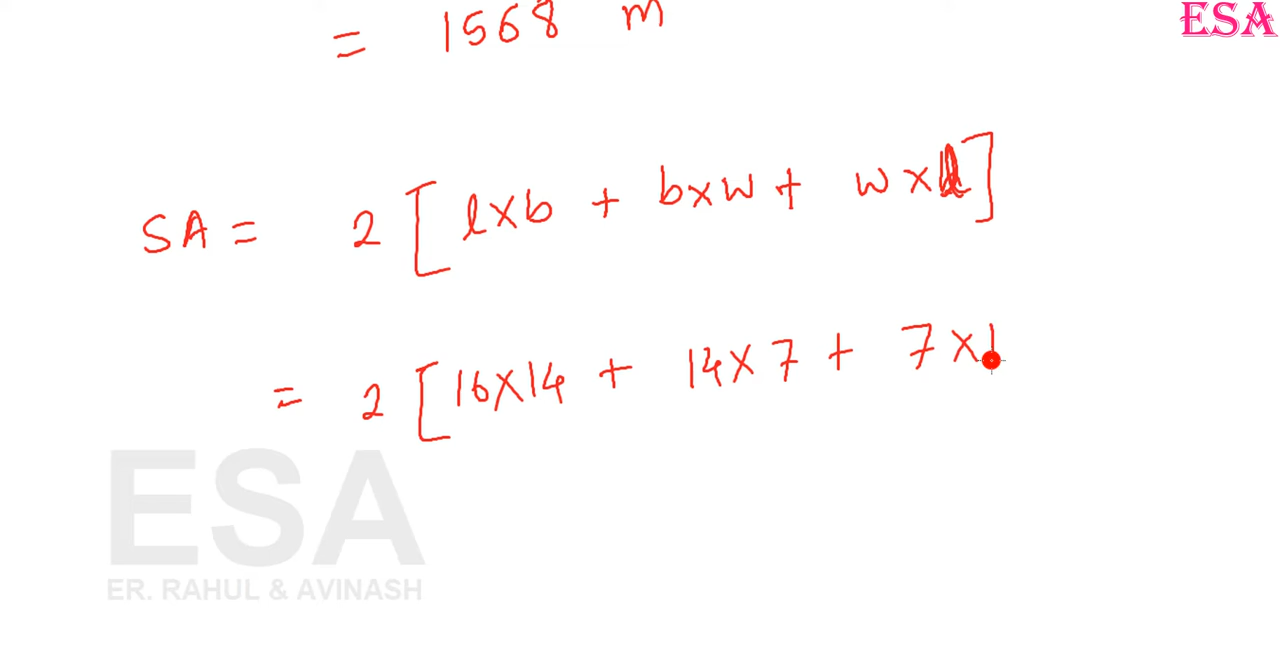 ESA
= 1568 m
SA = 2 [ l×b + b×w + w×l ]
= 2 [ 16×14 + 14×7 + 7×1
ESA
ER. RAHUL & AVINASH